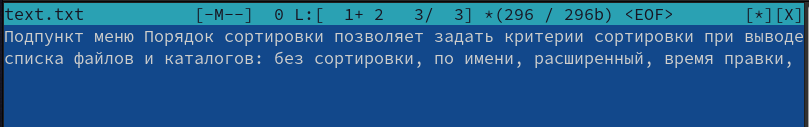 text.txt [-M--] 0 L:[ 1+ 2 3/ 3] *(296 / 296b) <EOF> [*][X]
Подпункт меню Порядок сортировки позволяет задать критерии сортировки при выводе
списка файлов и каталогов: без сортировки, по имени, расширенный, время правки,